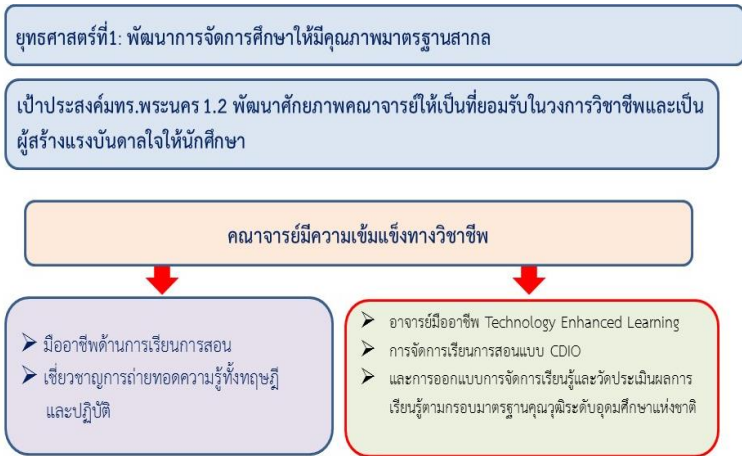 ยุทธศาสตร์ที่1: พัฒนาการจัดการศึกษาให้มีคุณภาพมาตรฐานสากล
เป้าประสงค์มทร.พระนคร 1.2 พัฒนาศักยภาพคณาจารย์ให้เป็นที่ยอมรับในวงการวิชาชีพและเป็น
ผู้สร้างแรงบันดาลใจให้นักศึกษา
คณาจารย์มีความเข้มแข็งทางวิชาชีพ
➢ มืออาชีพด้านการเรียนการสอน
➢ เชี่ยวชาญการถ่ายทอดความรู้ทั้งทฤษฎี
และปฏิบัติ
➢ อาจารย์มืออาชีพ Technology Enhanced Learning
➢ การจัดการเรียนการสอนแบบ CDIO
➢ และการออกแบบการจัดการเรียนรู้และวัดประเมินผลการ
เรียนรู้ตามกรอบมาตรฐานคุณวุฒิระดับอุดมศึกษาแห่งชาติ